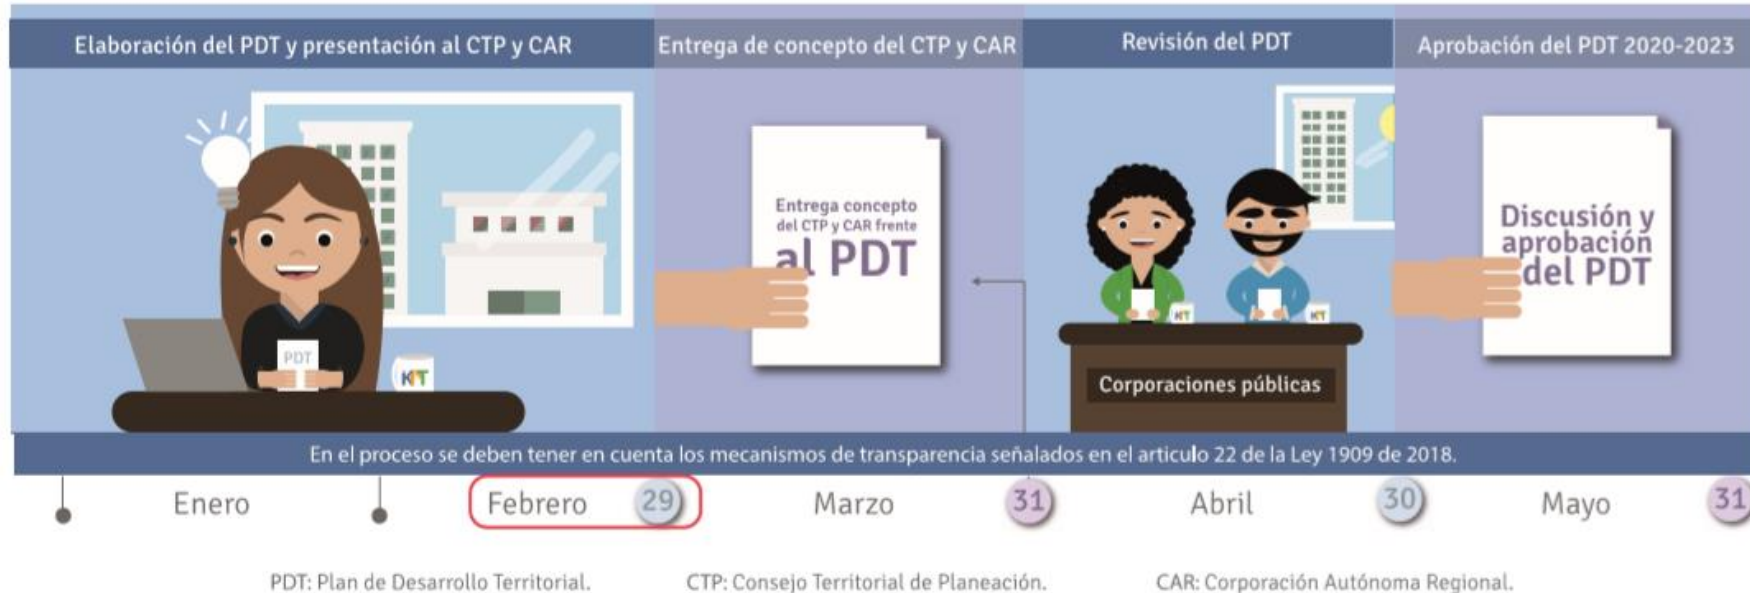 Elaboración del PDT y presentación al CTP y CAR
Entrega de concepto del CTP y CAR
Revisión del PDT
Aprobación del PDT 2020-2023
PDT
KIT
Entrega concepto
del CTP y CAR frente
al PDT
KIT
KIT
Corporaciones públicas
Discusión y
aprobación
del PDT
En el proceso se deben tener en cuenta los mecanismos de transparencia señalados en el articulo 22 de la Ley 1909 de 2018.
Enero
Febrero 29
Marzo 31
Abril 30
Mayo 31
PDT: Plan de Desarrollo Territorial.
CTP: Consejo Territorial de Planeación.
CAR: Corporación Autónoma Regional.